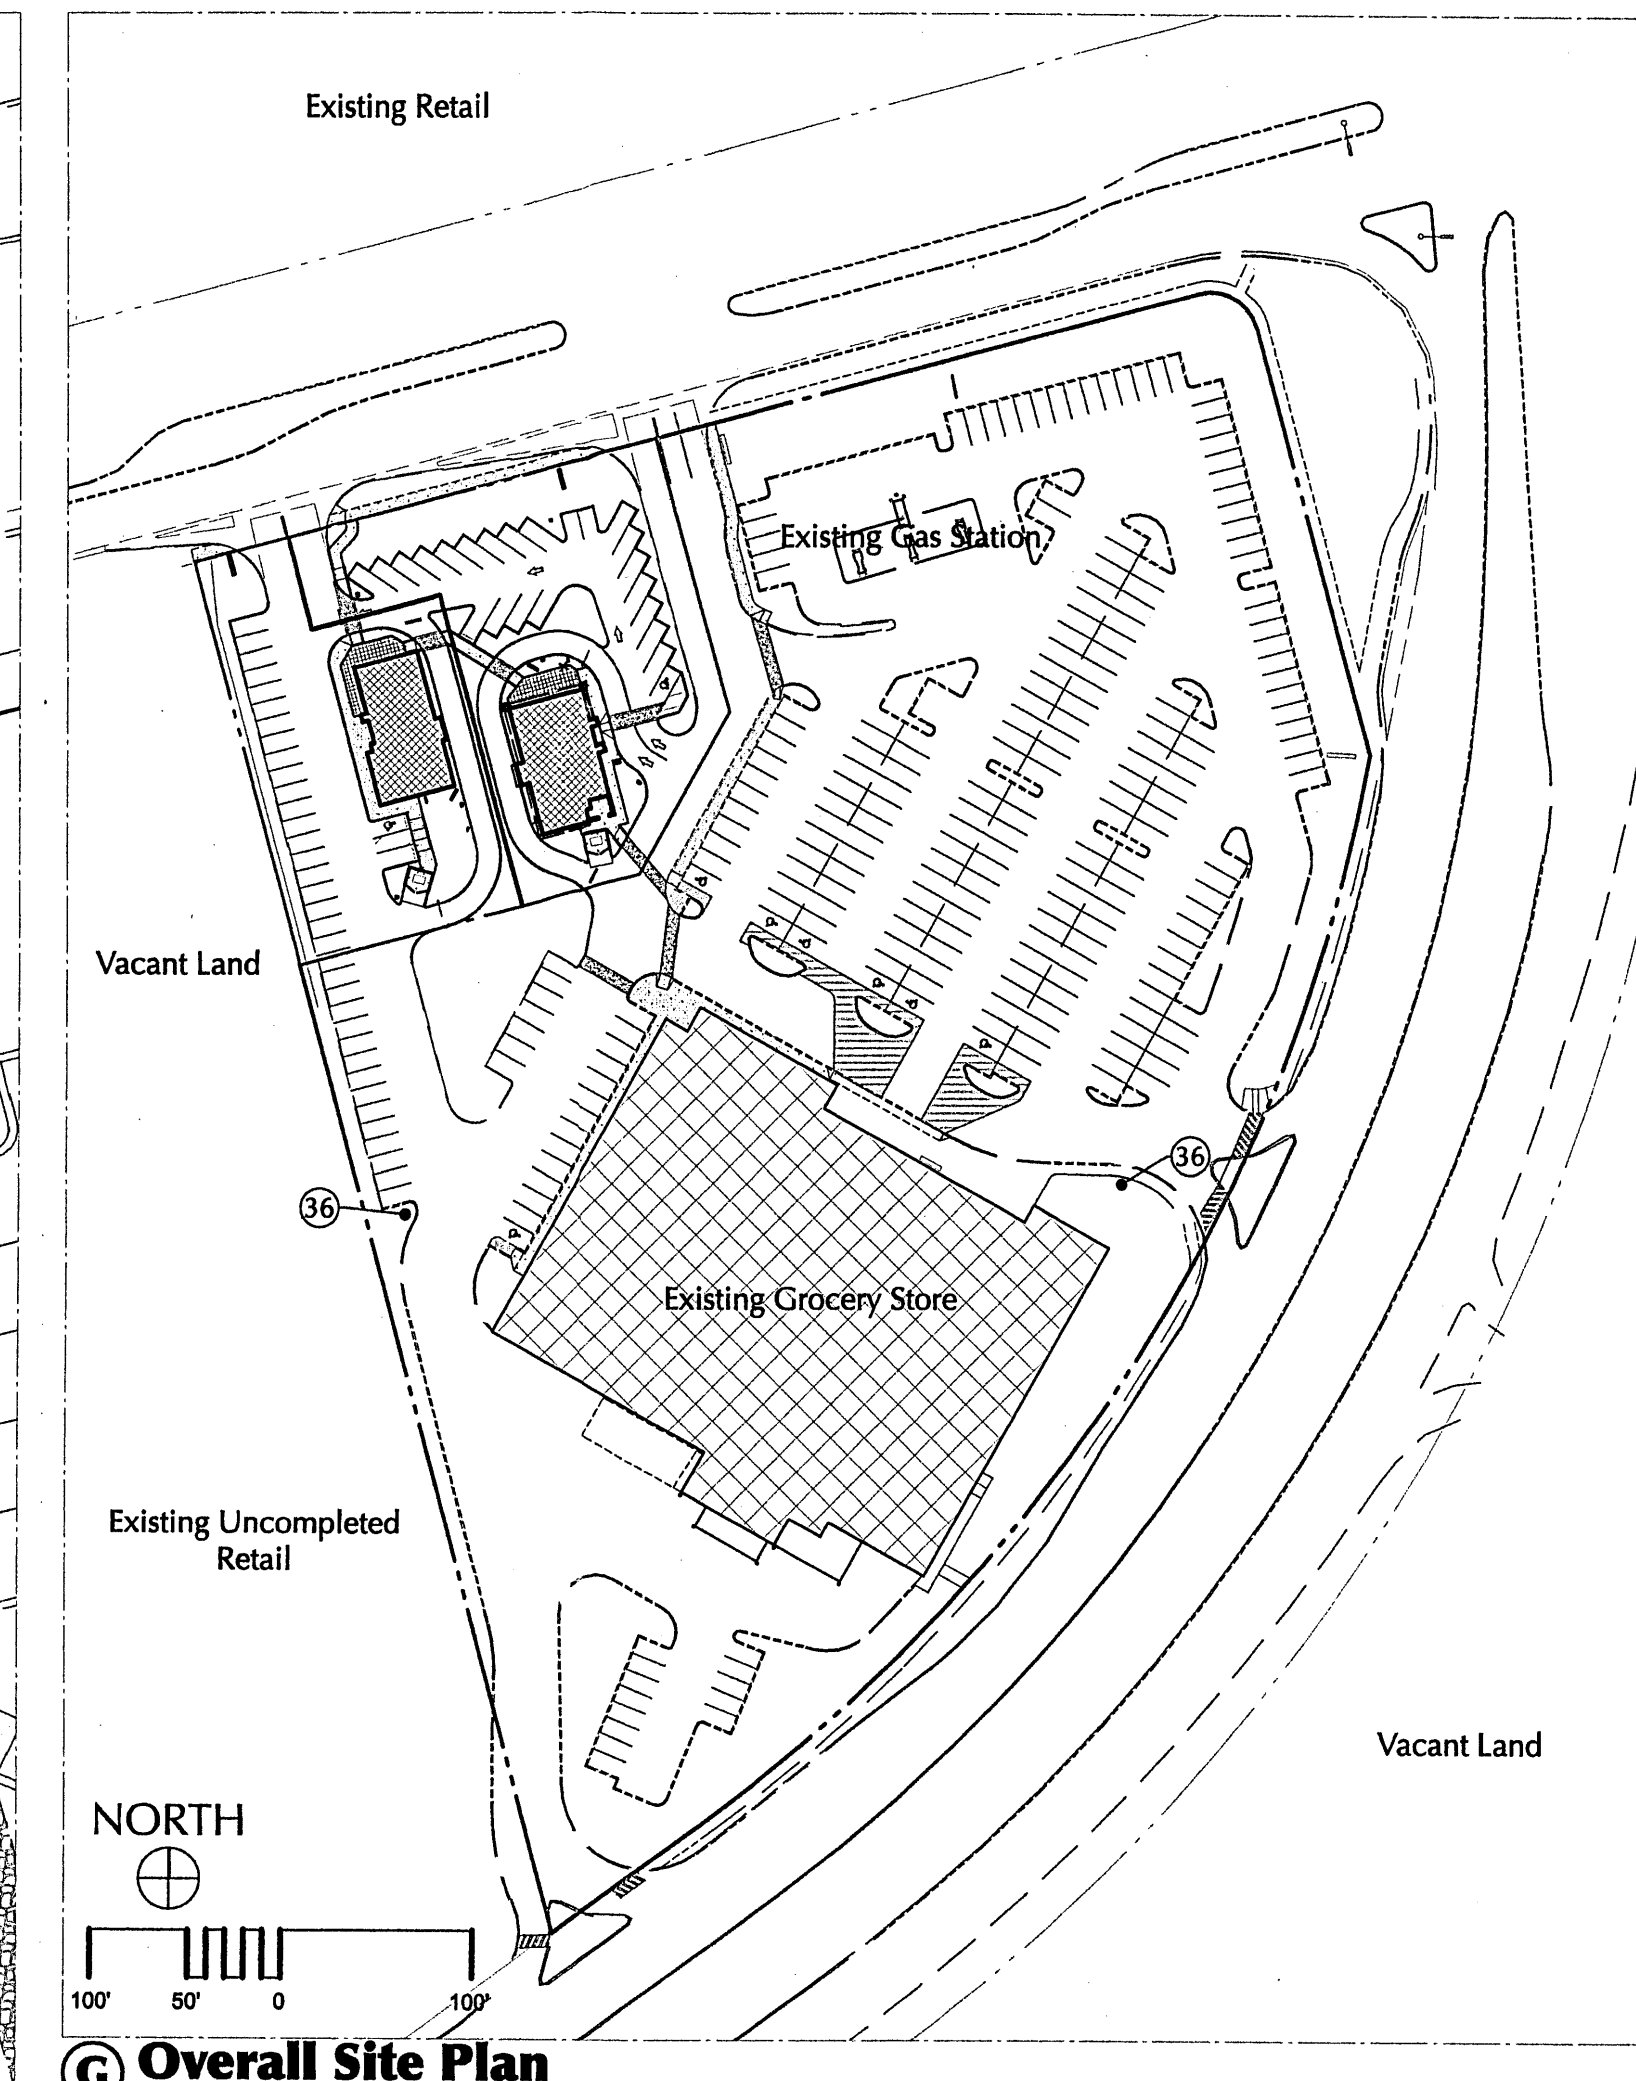 Existing Retail
Existing Gas Station
Vacant Land
36
36
Existing Grocery Store
Existing Uncompleted
Retail
Vacant Land
NORTH
100' 50' 0 100'
G Overall Site Plan